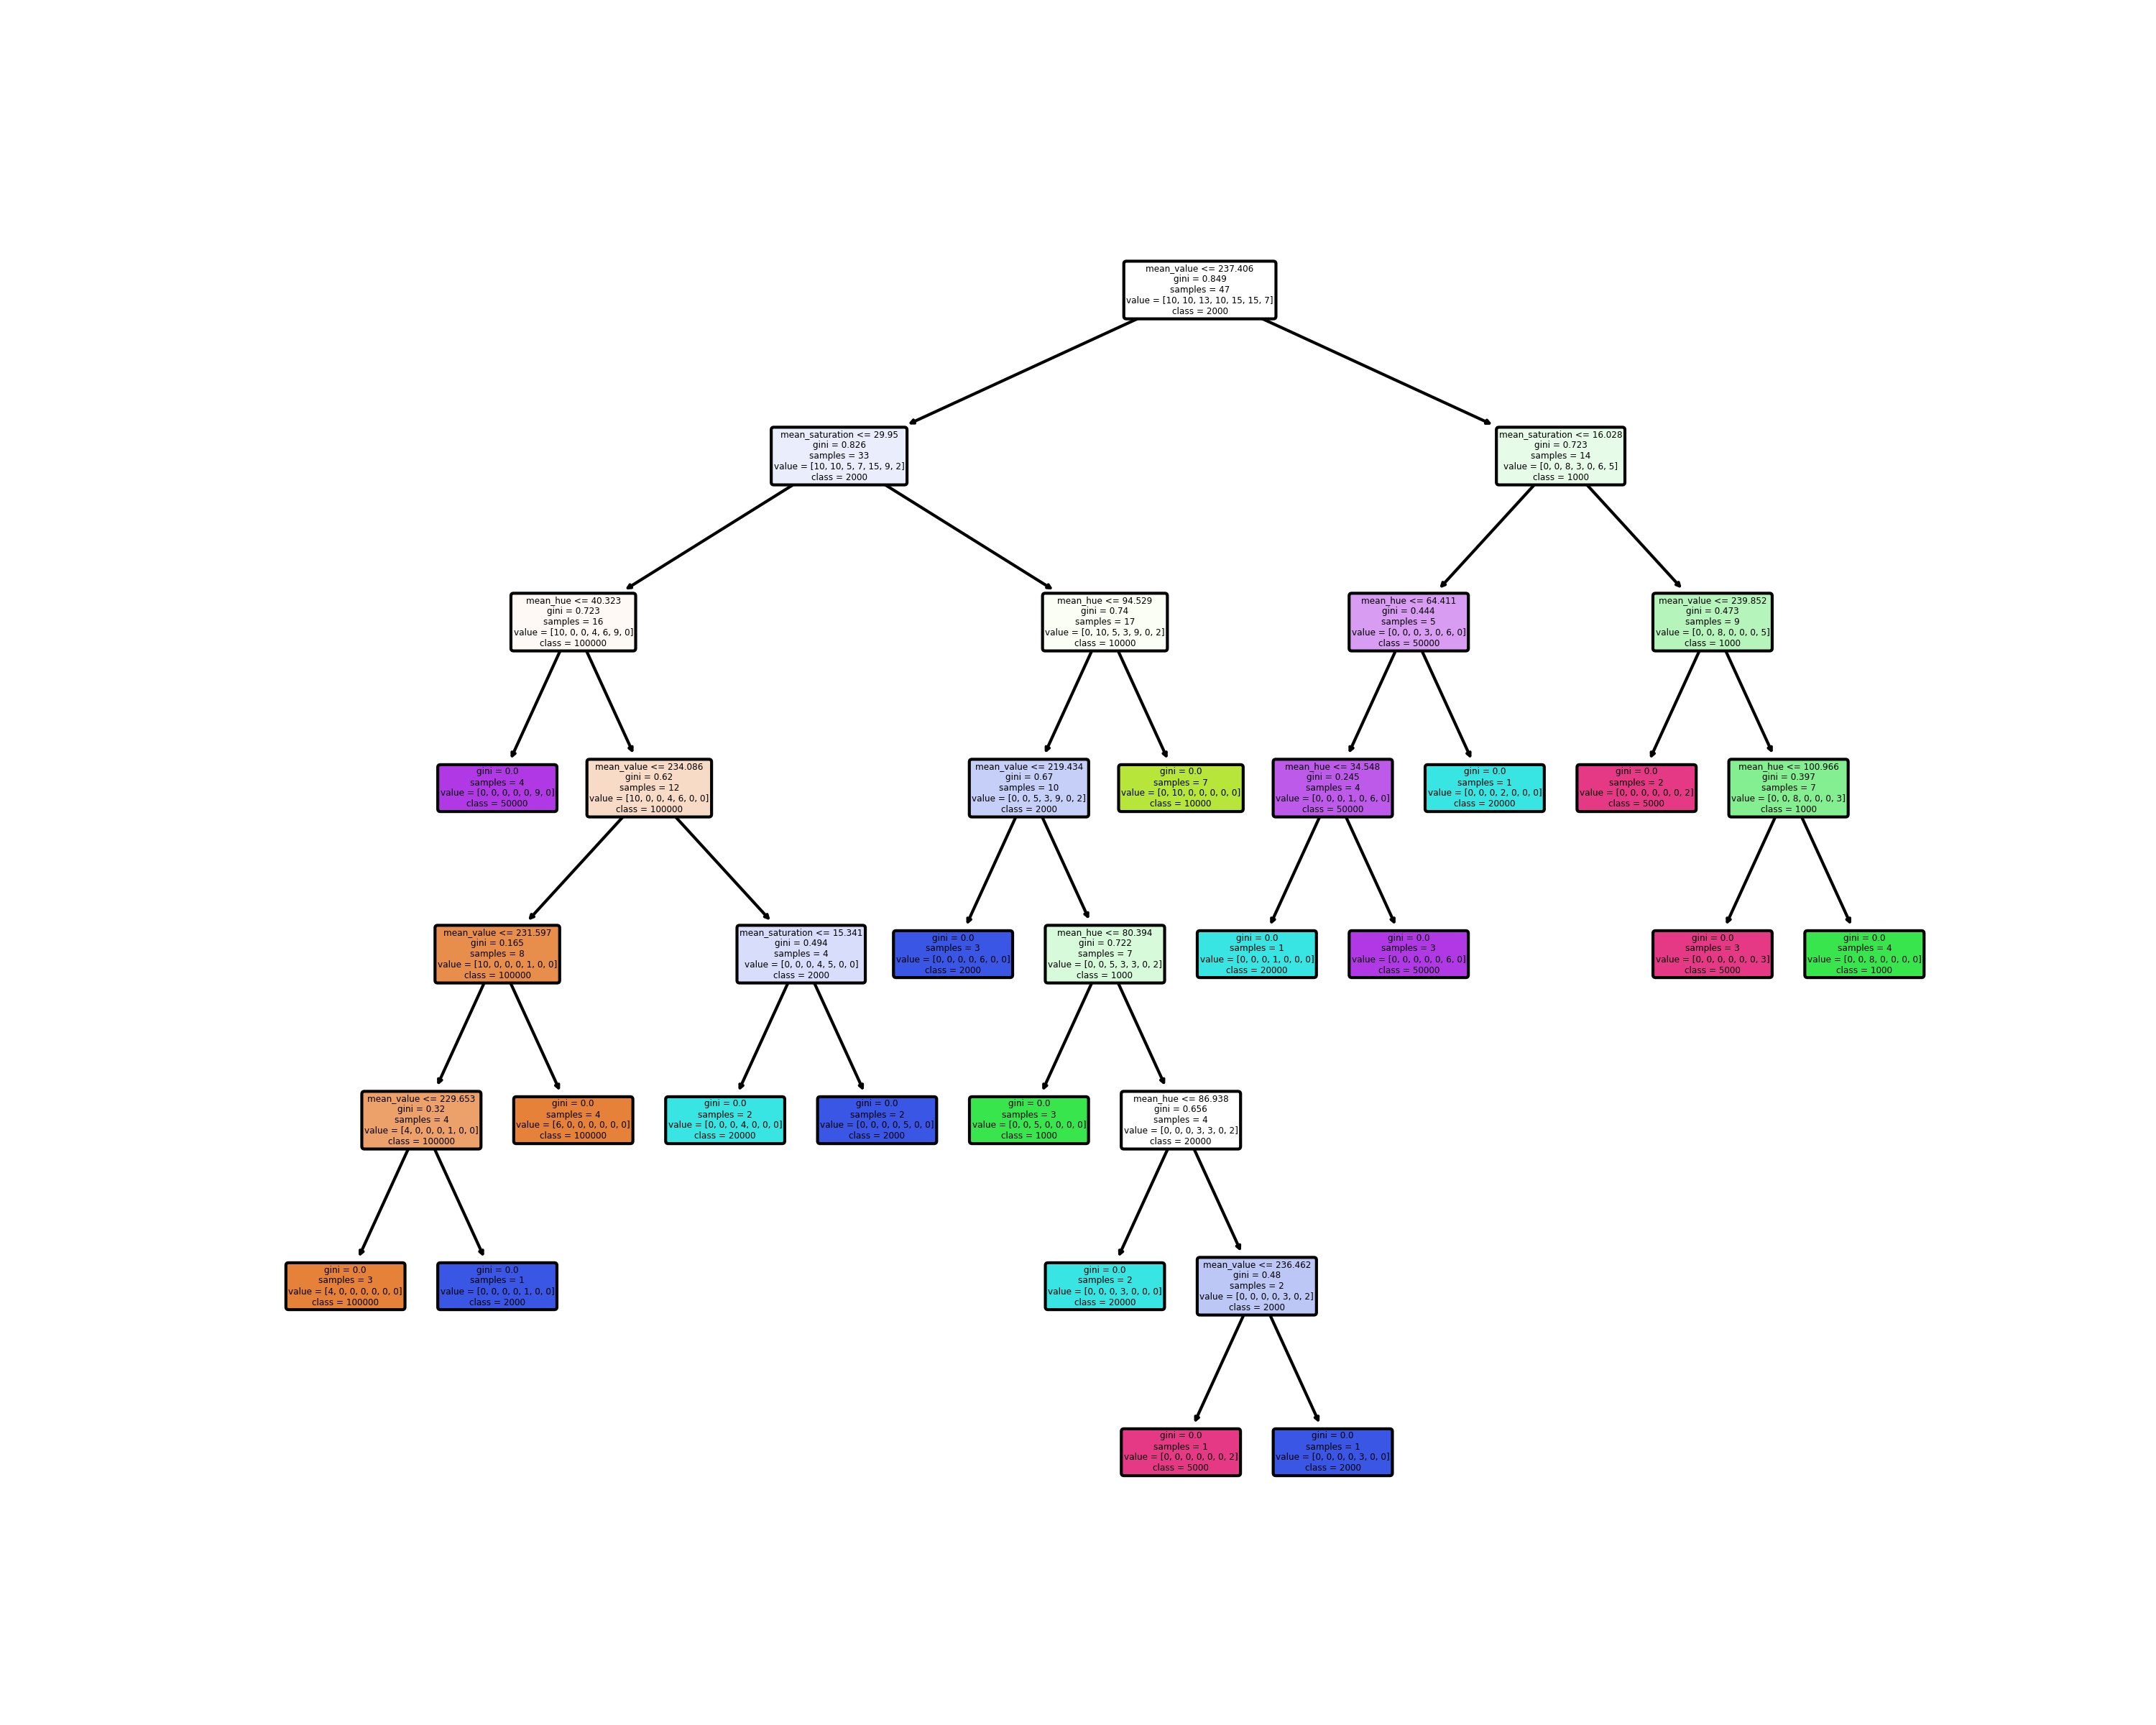 mean_value <= 237.406
gini = 0.849
samples = 47
value = [10, 10, 13, 10, 15, 15, 7]
class = 2000
mean_saturation <= 29.95
gini = 0.826
samples = 33
value = [10, 10, 5, 7, 15, 9, 2]
class = 2000
mean_saturation <= 16.028
gini = 0.723
samples = 14
value = [0, 0, 8, 3, 0, 6, 5]
class = 1000
mean_hue <= 40.323
gini = 0.723
samples = 16
value = [10, 0, 0, 4, 6, 9, 0]
class = 100000
mean_hue <= 94.529
gini = 0.74
samples = 17
value = [0, 10, 5, 3, 9, 0, 2]
class = 10000
mean_hue <= 64.411
gini = 0.444
samples = 5
value = [0, 0, 0, 3, 0, 6, 0]
class = 50000
mean_value <= 239.852
gini = 0.473
samples = 9
value = [0, 0, 8, 0, 0, 0, 5]
class = 1000
gini = 0.0
samples = 4
value = [0, 0, 0, 0, 0, 9, 0]
class = 50000
mean_value <= 234.086
gini = 0.62
samples = 12
value = [10, 0, 0, 4, 6, 0, 0]
class = 100000
mean_value <= 219.434
gini = 0.67
samples = 10
value = [0, 0, 5, 3, 9, 0, 2]
class = 2000
gini = 0.0
samples = 7
value = [0, 10, 0, 0, 0, 0, 0]
class = 10000
mean_hue <= 34.548
gini = 0.245
samples = 4
value = [0, 0, 0, 1, 0, 6, 0]
class = 50000
gini = 0.0
samples = 1
value = [0, 0, 0, 2, 0, 0, 0]
class = 20000
gini = 0.0
samples = 2
value = [0, 0, 0, 0, 0, 0, 2]
class = 5000
mean_hue <= 100.966
gini = 0.397
samples = 7
value = [0, 0, 8, 0, 0, 0, 3]
class = 1000
mean_value <= 231.597
gini = 0.165
samples = 8
value = [10, 0, 0, 0, 1, 0, 0]
class = 100000
mean_saturation <= 15.341
gini = 0.494
samples = 4
value = [0, 0, 0, 4, 5, 0, 0]
class = 2000
gini = 0.0
samples = 3
value = [0, 0, 0, 0, 6, 0, 0]
class = 2000
mean_hue <= 80.394
gini = 0.722
samples = 7
value = [0, 0, 5, 3, 3, 0, 2]
class = 1000
gini = 0.0
samples = 1
value = [0, 0, 0, 1, 0, 0, 0]
class = 20000
gini = 0.0
samples = 3
value = [0, 0, 0, 0, 0, 6, 0]
class = 50000
gini = 0.0
samples = 3
value = [0, 0, 0, 0, 0, 0, 3]
class = 5000
gini = 0.0
samples = 4
value = [0, 0, 8, 0, 0, 0, 0]
class = 1000
mean_value <= 229.653
gini = 0.32
samples = 4
value = [4, 0, 0, 0, 1, 0, 0]
class = 100000
gini = 0.0
samples = 4
value = [6, 0, 0, 0, 0, 0, 0]
class = 100000
gini = 0.0
samples = 2
value = [0, 0, 0, 4, 0, 0, 0]
class = 20000
gini = 0.0
samples = 2
value = [0, 0, 0, 0, 5, 0, 0]
class = 2000
gini = 0.0
samples = 3
value = [0, 0, 5, 0, 0, 0, 0]
class = 1000
mean_hue <= 86.938
gini = 0.656
samples = 4
value = [0, 0, 0, 3, 3, 0, 2]
class = 20000
gini = 0.0
samples = 3
value = [4, 0, 0, 0, 0, 0, 0]
class = 100000
gini = 0.0
samples = 1
value = [0, 0, 0, 0, 1, 0, 0]
class = 2000
gini = 0.0
samples = 2
value = [0, 0, 0, 3, 0, 0, 0]
class = 20000
mean_value <= 236.462
gini = 0.48
samples = 2
value = [0, 0, 0, 0, 3, 0, 2]
class = 2000
gini = 0.0
samples = 1
value = [0, 0, 0, 0, 0, 0, 2]
class = 5000
gini = 0.0
samples = 1
value = [0, 0, 0, 0, 3, 0, 0]
class = 2000